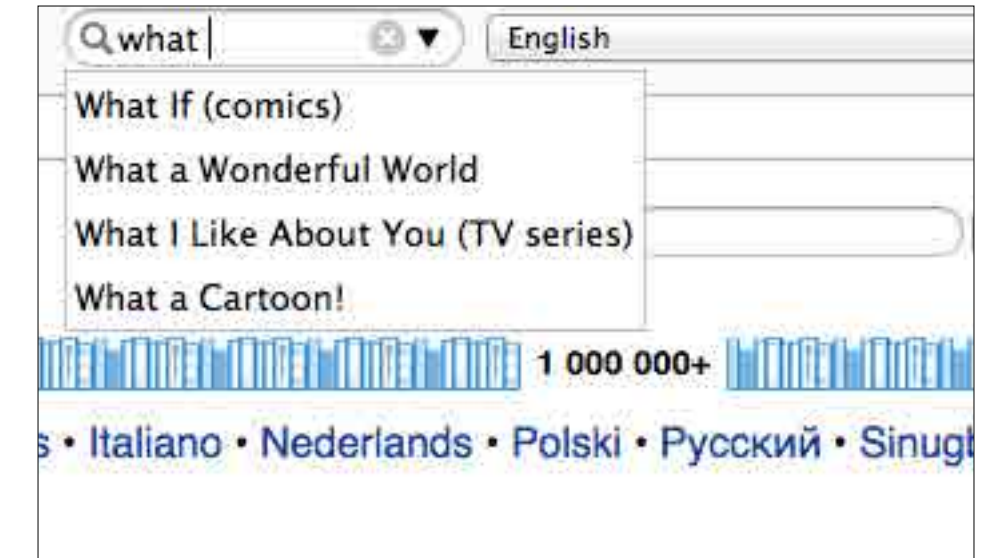 what English
What If (comics)
What a Wonderful World
What I Like About You (TV series)
What a Cartoon!
1 000 000+
s • Italiano • Nederlands • Polski • Русский •